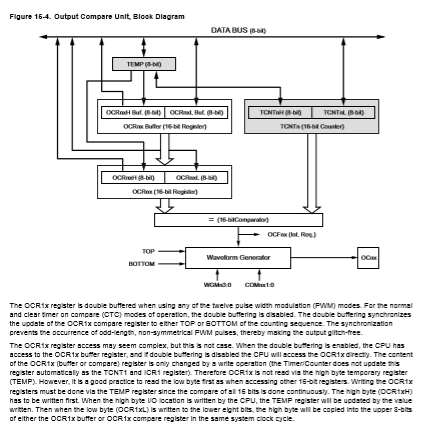 Figure 16-4. Output Compare Unit, Block Diagram
DATA BUS (8-bit)
TEMP (8-bit)
OCRnxH Buf. (8-bit) OCRnxL Buf. (8-bit) TCNTnH (8-bit) TCNTnL (8-bit)
OCRnx Buffer (16-bit Register) TCNTn (16-bit Counter)
OCRnxH (8-bit) OCRnxL (8-bit)
OCRnx (16-bit Register)
= (16-bit Comparator)
OCFnx (Int. Req.)
TOP
BOTTOM
Waveform Generator OCnx
WGMn3:0 COMnx1:0
The OCR1x register is double buffered when using any of the twelve pulse width modulation (PWM) modes. For the normal
and clear timer on compare (CTC) modes of operation, the double buffering is disabled. The double buffering synchronizes
the update of the OCR1x compare register to either TOP or BOTTOM of the counting sequence. The synchronization
prevents the occurrence of odd-length, non-symmetrical PWM pulses, thereby making the output glitch-free.
The OCR1x register access may seem complex, but this is not case. When the double buffering is enabled, the CPU has
access to the OCR1x buffer register, and if double buffering is disabled the CPU will access the OCR1x directly. The content
of the OCR1x (buffer or compare) register is only changed by a write operation (the Timer/Counter does not update this
register automatically as the TCNT1 and ICR1 register). Therefore OCR1x is not read via the high byte temporary register
(TEMP). However, it is a good practice to read the low byte first as when accessing other 16-bit registers. Writing the OCR1x
registers must be done via the TEMP register since the compare of all 16 bits is done continuously. The high byte (OCR1xH)
has to be written first. When the high byte I/O location is written by the CPU, the TEMP register will be updated by the value
written. Then when the low byte (OCR1xL) is written to the lower eight bits, the high byte will be copied into the upper 8-bits
of either the OCR1x buffer or OCR1x compare register in the same system clock cycle.